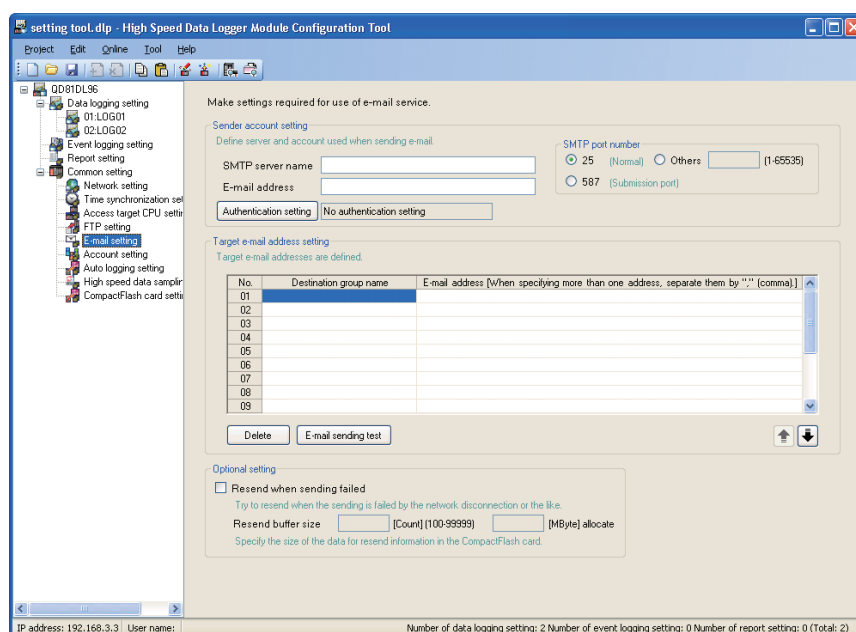 setting tool.dlp - High Speed Data Logger Module Configuration Tool
Project Edit Online Tool Help
QD81DL96
Data logging setting
01:LOG01
02:LOG02
Event logging setting
Report setting
Common setting
Network setting
Time synchronization set
Access target CPU settin
FTP setting
E-mail setting
Account setting
Auto logging setting
High speed data samplin
CompactFlash card settin
Make settings required for use of e-mail service.
Sender account setting
Define server and account used when sending e-mail.
SMTP server name
E-mail address
Authentication setting No authentication setting
SMTP port number
25 (Normal) Others (1-65535)
587 (Submission port)
Target e-mail address setting
Target e-mail addresses are defined.
No. Destination group name E-mail address [When specifying more than one address, separate them by "," (comma).]
01
02
03
04
05
06
07
08
09
Delete E-mail sending test
Optional setting
Resend when sending failed
Try to resend when the sending is failed by the network disconnection or the like.
Resend buffer size [Count] (100-99999) [MByte] allocate
Specify the size of the data for resend information in the CompactFlash card.
IP address: 192.168.3.3 User name: Number of data logging setting: 2 Number of event logging setting: 0 Number of report setting: 0 (Total: 2)